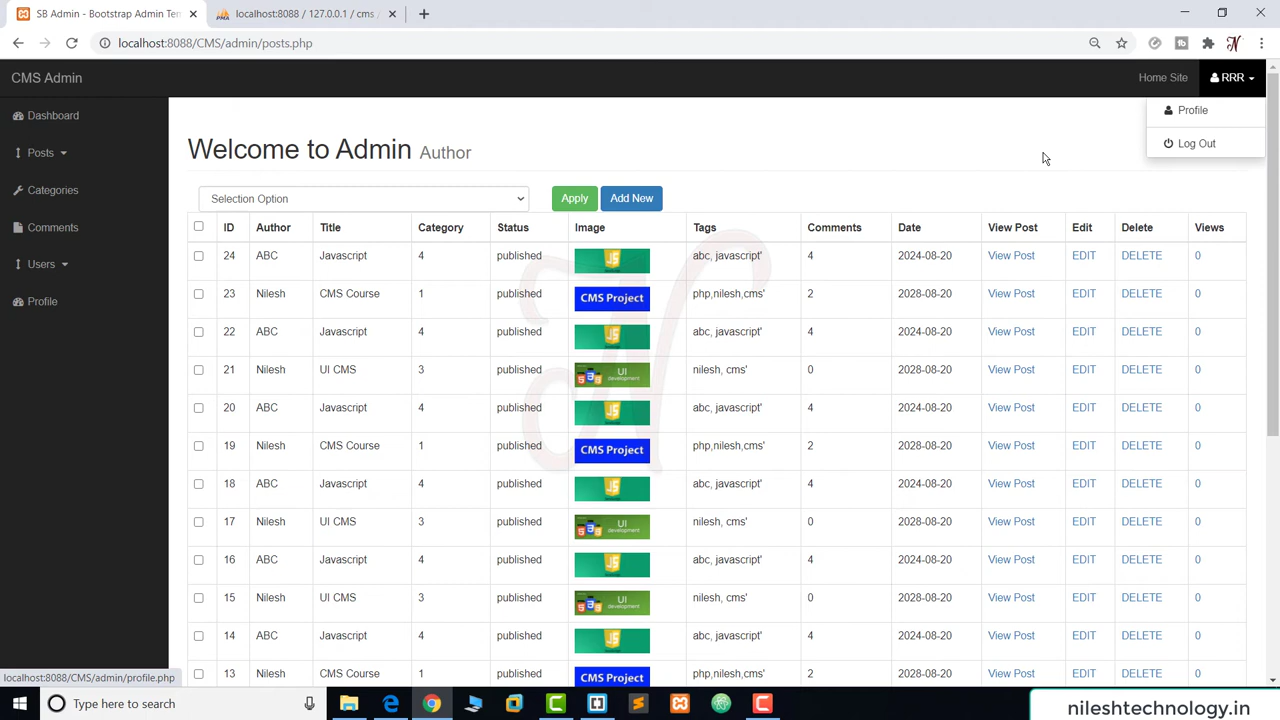 SB Admin - Bootstrap Admin Tem
localhost:8088 / 127.0.0.1 / cms /
localhost:8088/CMS/admin/posts.php
CMS Admin
Home Site
RRR
Profile
Log Out
Dashboard
Posts
Categories
Comments
Users
Profile
Welcome to Admin Author
Selection Option
Apply
Add New
ID Author Title Category Status Image Tags Comments Date View Post Edit Delete Views
24 ABC Javascript 4 published JS abc, javascript' 4 2024-08-20 View Post EDIT DELETE 0
23 Nilesh CMS Course 1 published CMS Project php,nilesh,cms' 2 2028-08-20 View Post EDIT DELETE 0
22 ABC Javascript 4 published JS abc, javascript' 4 2024-08-20 View Post EDIT DELETE 0
21 Nilesh UI CMS 3 published UI development nilesh, cms' 0 2028-08-20 View Post EDIT DELETE 0
20 ABC Javascript 4 published JS abc, javascript' 4 2024-08-20 View Post EDIT DELETE 0
19 Nilesh CMS Course 1 published CMS Project php,nilesh,cms' 2 2028-08-20 View Post EDIT DELETE 0
18 ABC Javascript 4 published JS abc, javascript' 4 2024-08-20 View Post EDIT DELETE 0
17 Nilesh UI CMS 3 published UI development nilesh, cms' 0 2028-08-20 View Post EDIT DELETE 0
16 ABC Javascript 4 published JS abc, javascript' 4 2024-08-20 View Post EDIT DELETE 0
15 Nilesh UI CMS 3 published UI development nilesh, cms' 0 2028-08-20 View Post EDIT DELETE 0
14 ABC Javascript 4 published JS abc, javascript' 4 2024-08-20 View Post EDIT DELETE 0
13 Nilesh CMS Course 1 published CMS Project php,nilesh,cms' 2 2028-08-20 View Post EDIT DELETE 0
localhost:8088/CMS/admin/profile.php
Type here to search
nileshtechnology.in